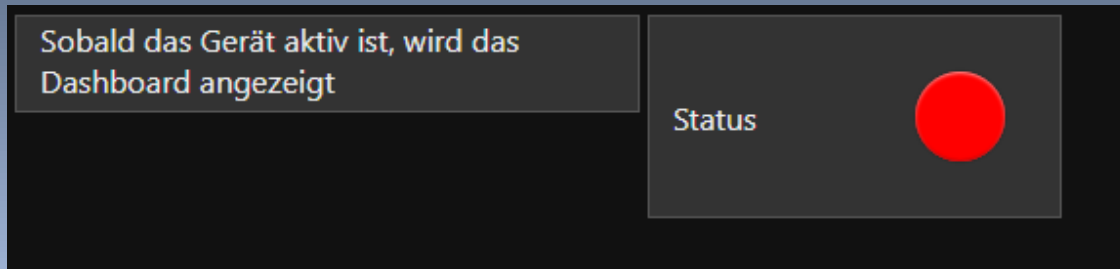 Sobald das Gerät aktiv ist, wird das
Dashboard angezeigt
Status